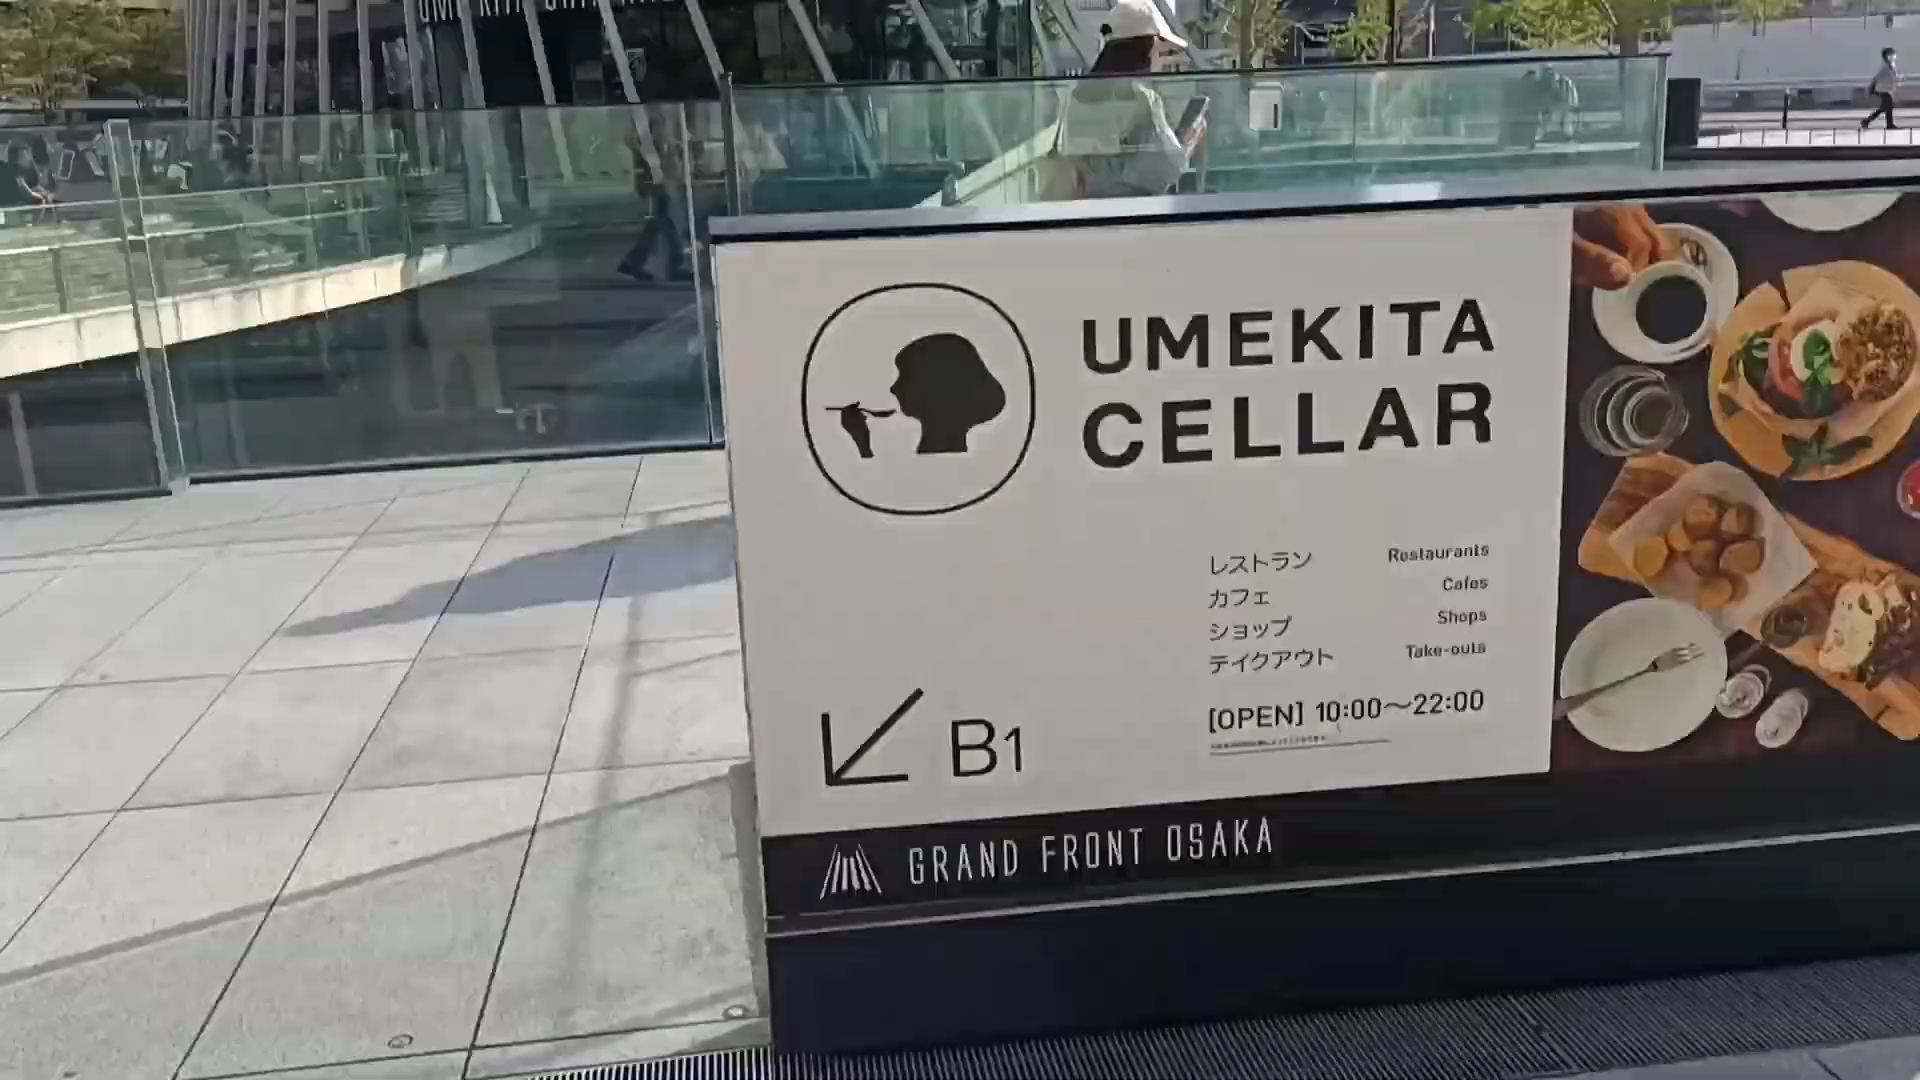 UMEKITA
CELLAR
レストラン Restaurants
カフェ Cafes
ショップ Shops
テイクアウト Take-outs
[OPEN] 10:00〜22:00
B1
GRAND FRONT OSAKA